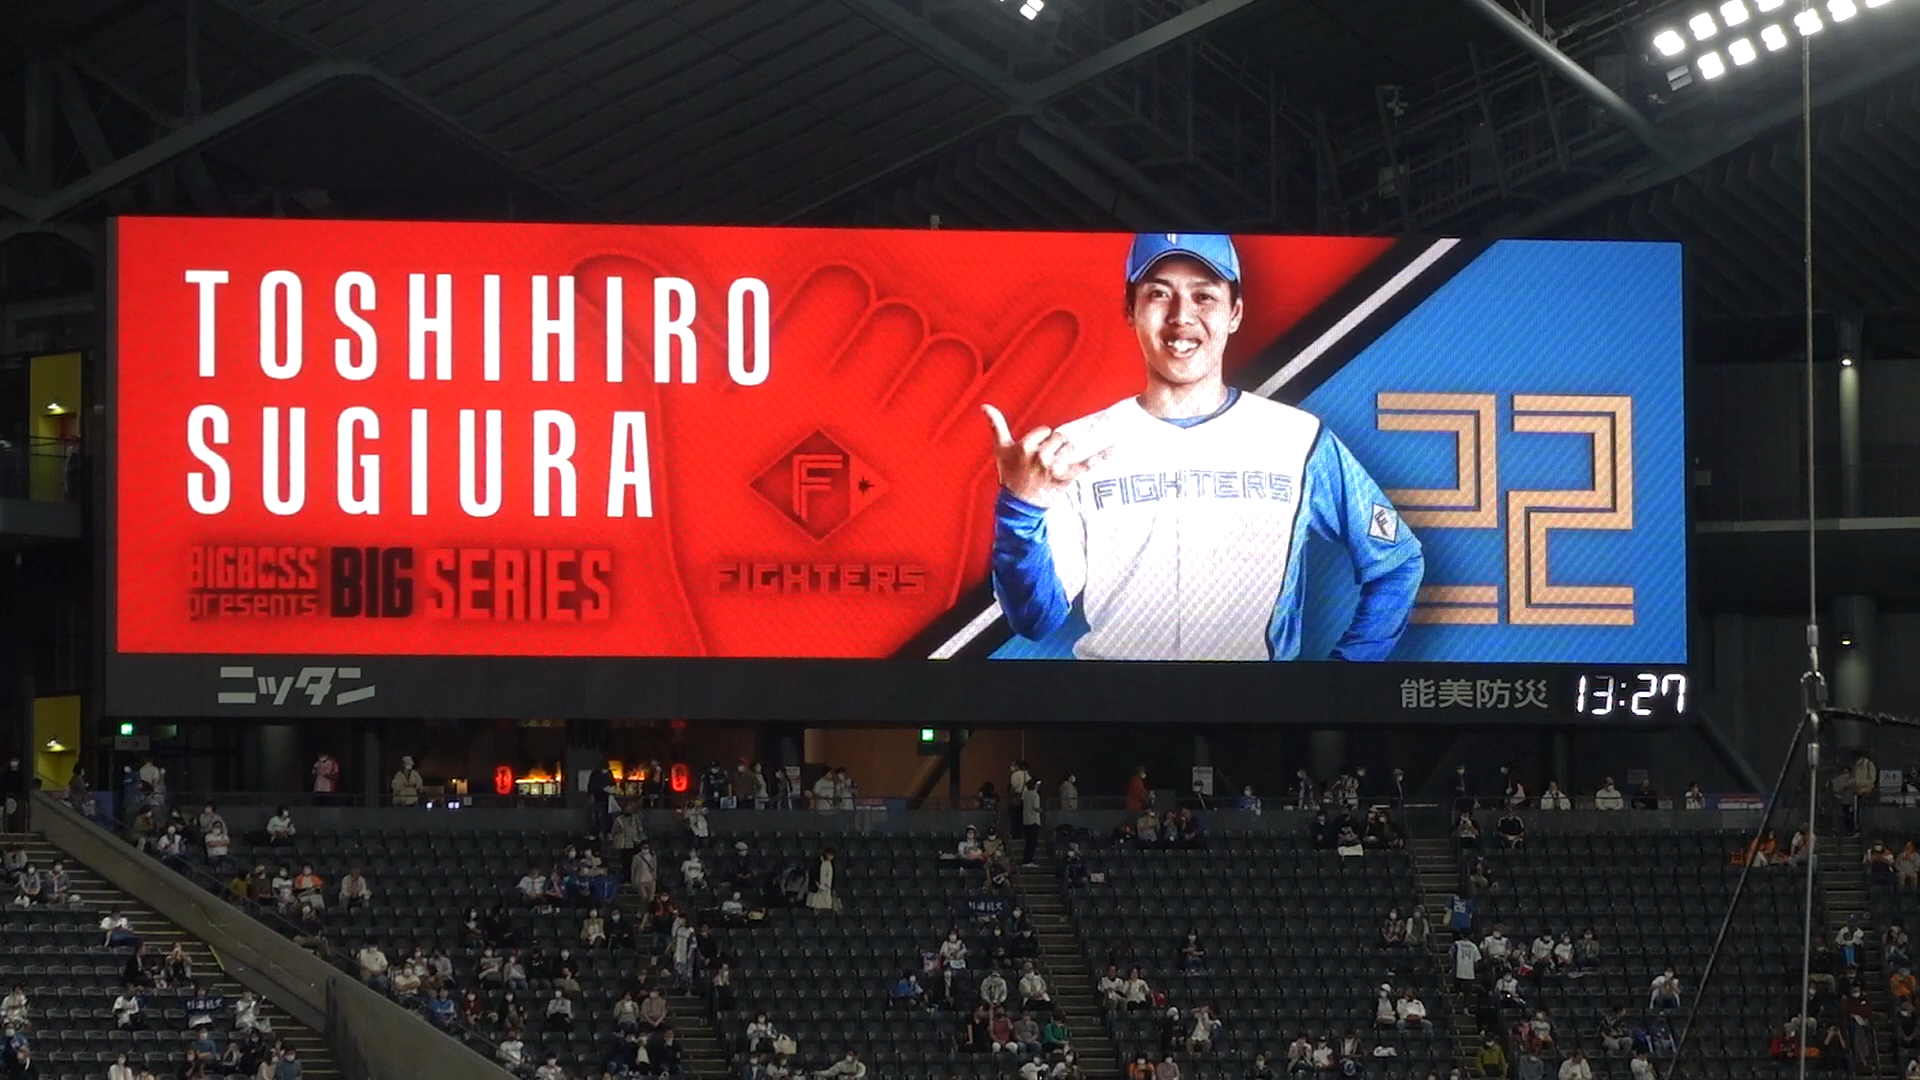 TOSHIHIRO
SUGIURA
BIGBOSS
presents
BIG SERIES
F
FIGHTERS
FIGHTERS
F
22
ニッタン
能美防災
13:27